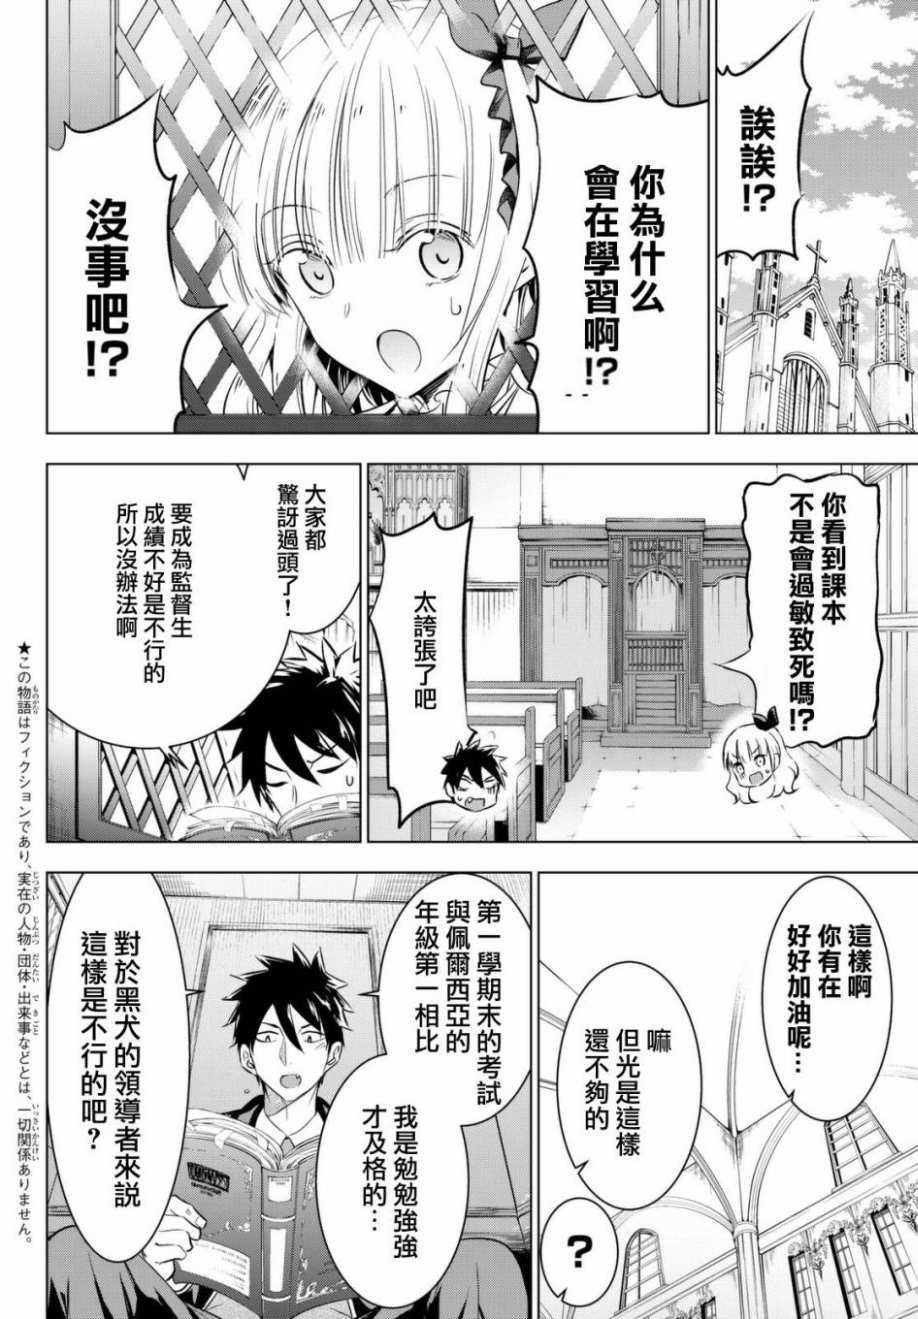 誒誒!?
你為什么
會在學習啊!?
沒事吧!?
你看到課本
不是會過敏致死嗎!?
太誇張了吧
大家都
驚訝過頭了!
要成為監督生
成績不好是不行的
所以沒辦法啊
這樣啊
你有在
好好加油呢…
嘛
但光是這樣
還不夠的
?
第一學期末的考試
與佩爾西亞的
年級第一相比
我是勉勉強強
才及格的…
對於黑犬的領導者來說
這樣是不行的吧?
★この物語はフィクションであり、実在の人物・団体・出来事などとは、一切関係ありません。